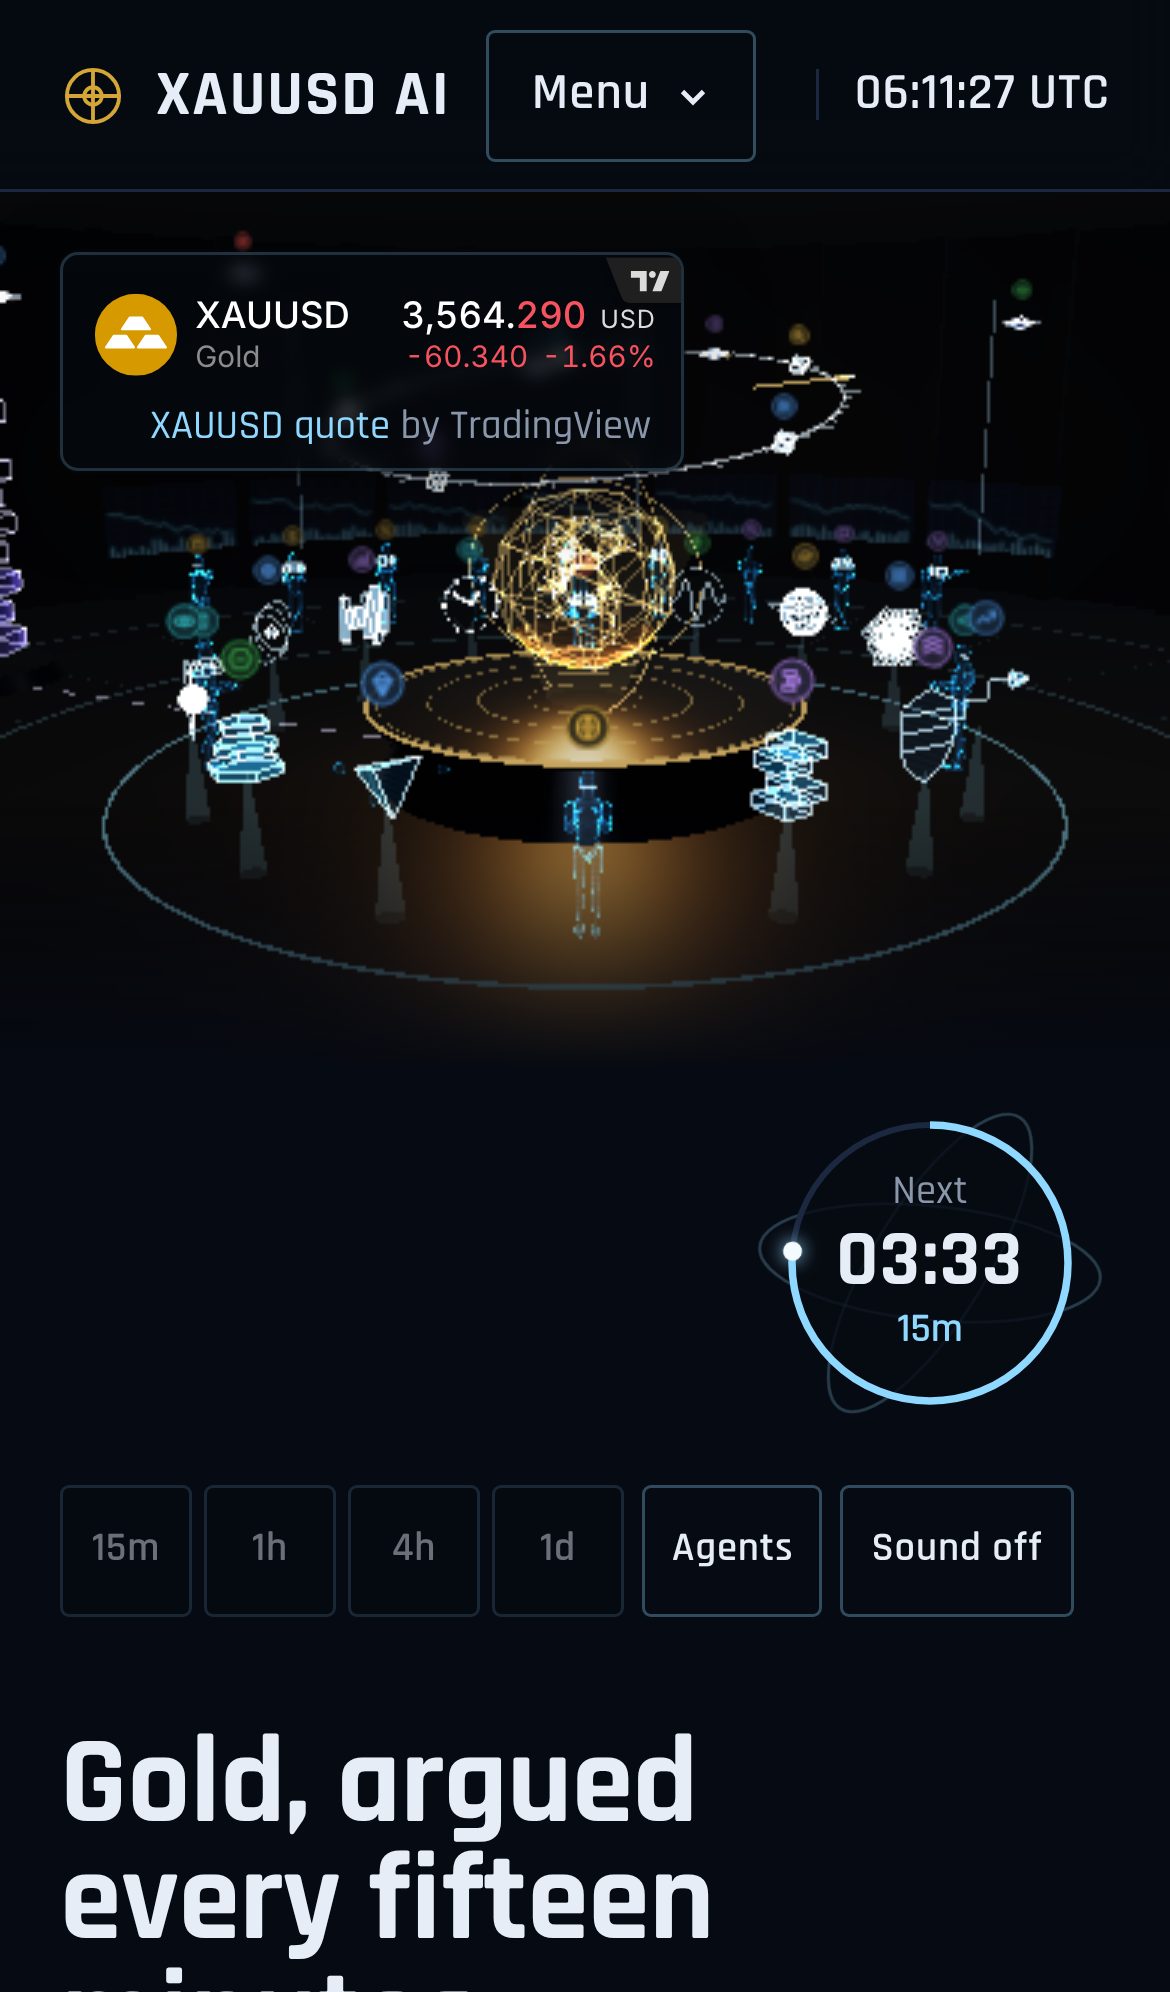 XAUUSD AI
Menu
06:11:27 UTC
XAUUSD 3,564.290 USD
Gold -60.340 -1.66%
XAUUSD quote by TradingView
Next
03:33
15m
15m 1h 4h 1d Agents Sound off
Gold, argued
every fifteen